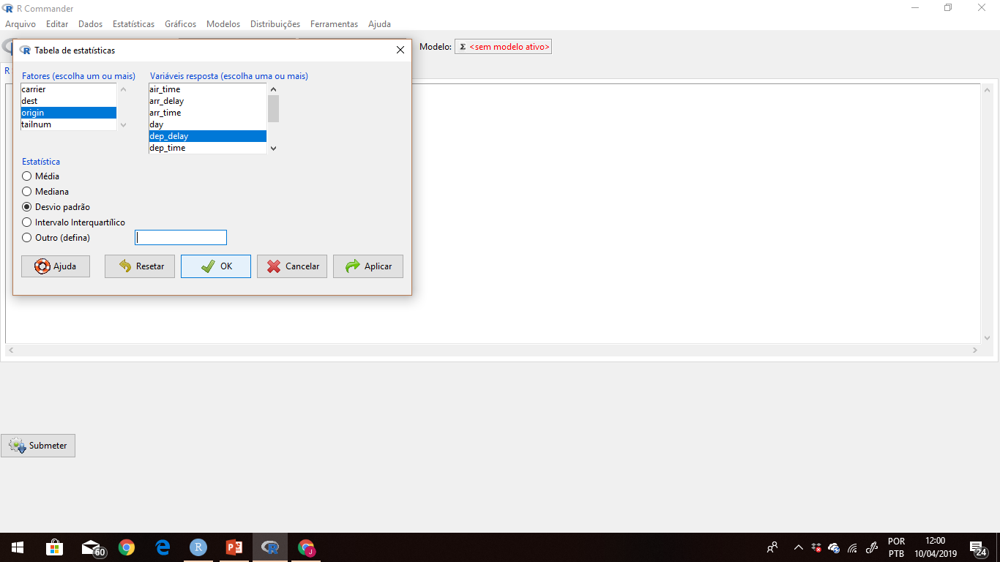 R Commander
Arquivo Editar Dados Estatísticas Gráficos Modelos Distribuições Ferramentas Ajuda
Tabela de estatísticas
Modelo: Σ <sem modelo ativo>
R
Fatores (escolha um ou mais) Variáveis resposta (escolha uma ou mais)
carrier air_time
dest arr_delay
origin arr_time
tailnum day
dep_delay
dep_time
Estatística
Média
Mediana
Desvio padrão
Intervalo Interquartílico
Outro (defina)
Ajuda Resetar OK Cancelar Aplicar
Submeter
60
POR 12:00
PTB 10/04/2019
24